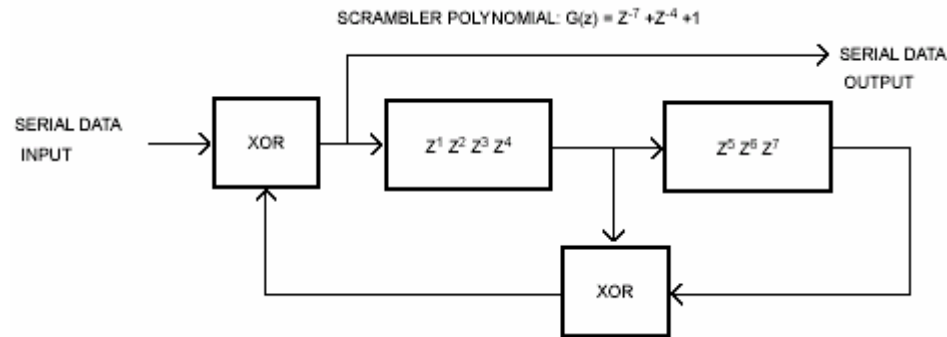 SCRAMBLER POLYNOMIAL: G(z) = Z⁻⁷ +Z⁻⁴ +1
SERIAL DATA
OUTPUT
SERIAL DATA
INPUT
XOR
Z¹ Z² Z³ Z⁴
Z⁵ Z⁶ Z⁷
XOR